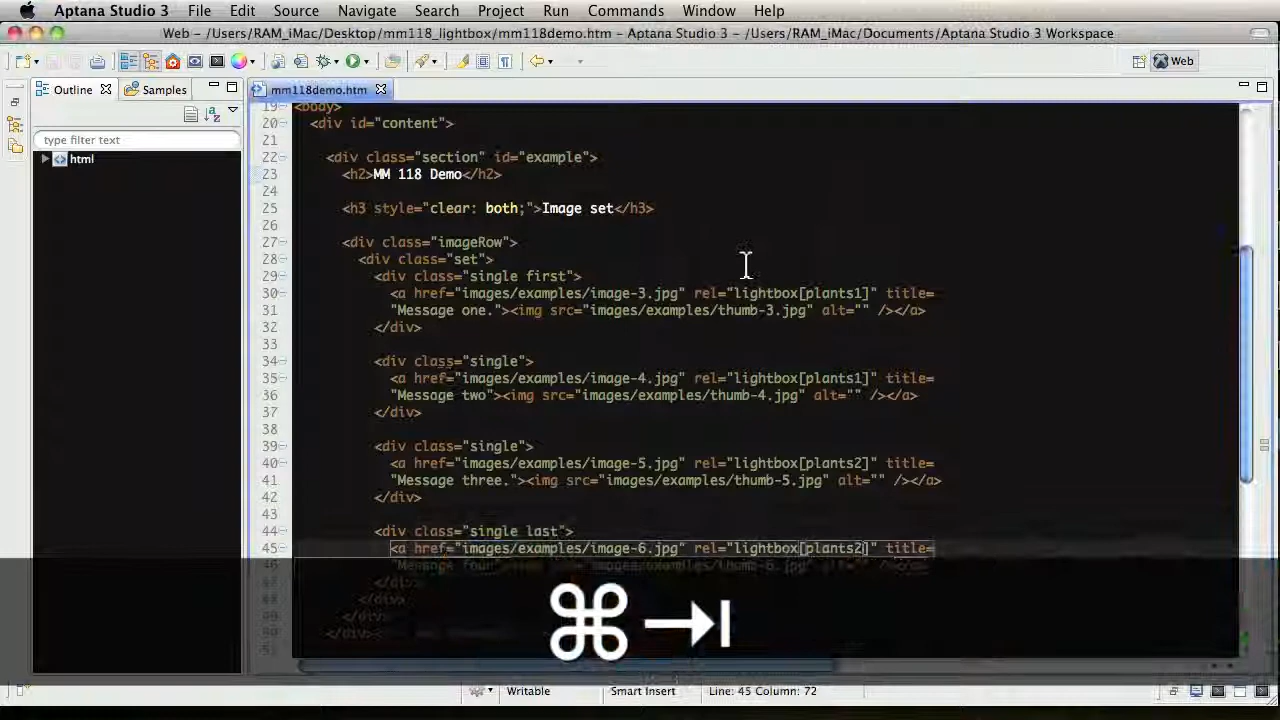 Aptana Studio 3 File Edit Source Navigate Search Project Run Commands Window Help
Web - /Users/RAM_iMac/Desktop/mm118_lightbox/mm118demo.htm - Aptana Studio 3 - /Users/RAM_iMac/Documents/Aptana Studio 3 Workspace
Web
Outline Samples mm118demo.htm
type filter text
html
19 <body>
20 <div id="content">
21
22 <div class="section" id="example">
23 <h2>MM 118 Demo</h2>
24
25 <h3 style="clear: both;">Image set</h3>
26
27 <div class="imageRow">
28 <div class="set">
29 <div class="single first">
30 <a href="images/examples/image-3.jpg" rel="lightbox[plants1]" title=
31 "Message one."><img src="images/examples/thumb-3.jpg" alt="" /></a>
32 </div>
33
34 <div class="single">
35 <a href="images/examples/image-4.jpg" rel="lightbox[plants1]" title=
36 "Message two"><img src="images/examples/thumb-4.jpg" alt="" /></a>
37 </div>
38
39 <div class="single">
40 <a href="images/examples/image-5.jpg" rel="lightbox[plants2]" title=
41 "Message three."><img src="images/examples/thumb-5.jpg" alt="" /></a>
42 </div>
43
44 <div class="single last">
45 <a href="images/examples/image-6.jpg" rel="lightbox[plants2]" title=
</div>
</div>
</div>
</div>
Writable Smart Insert Line: 45 Column: 72